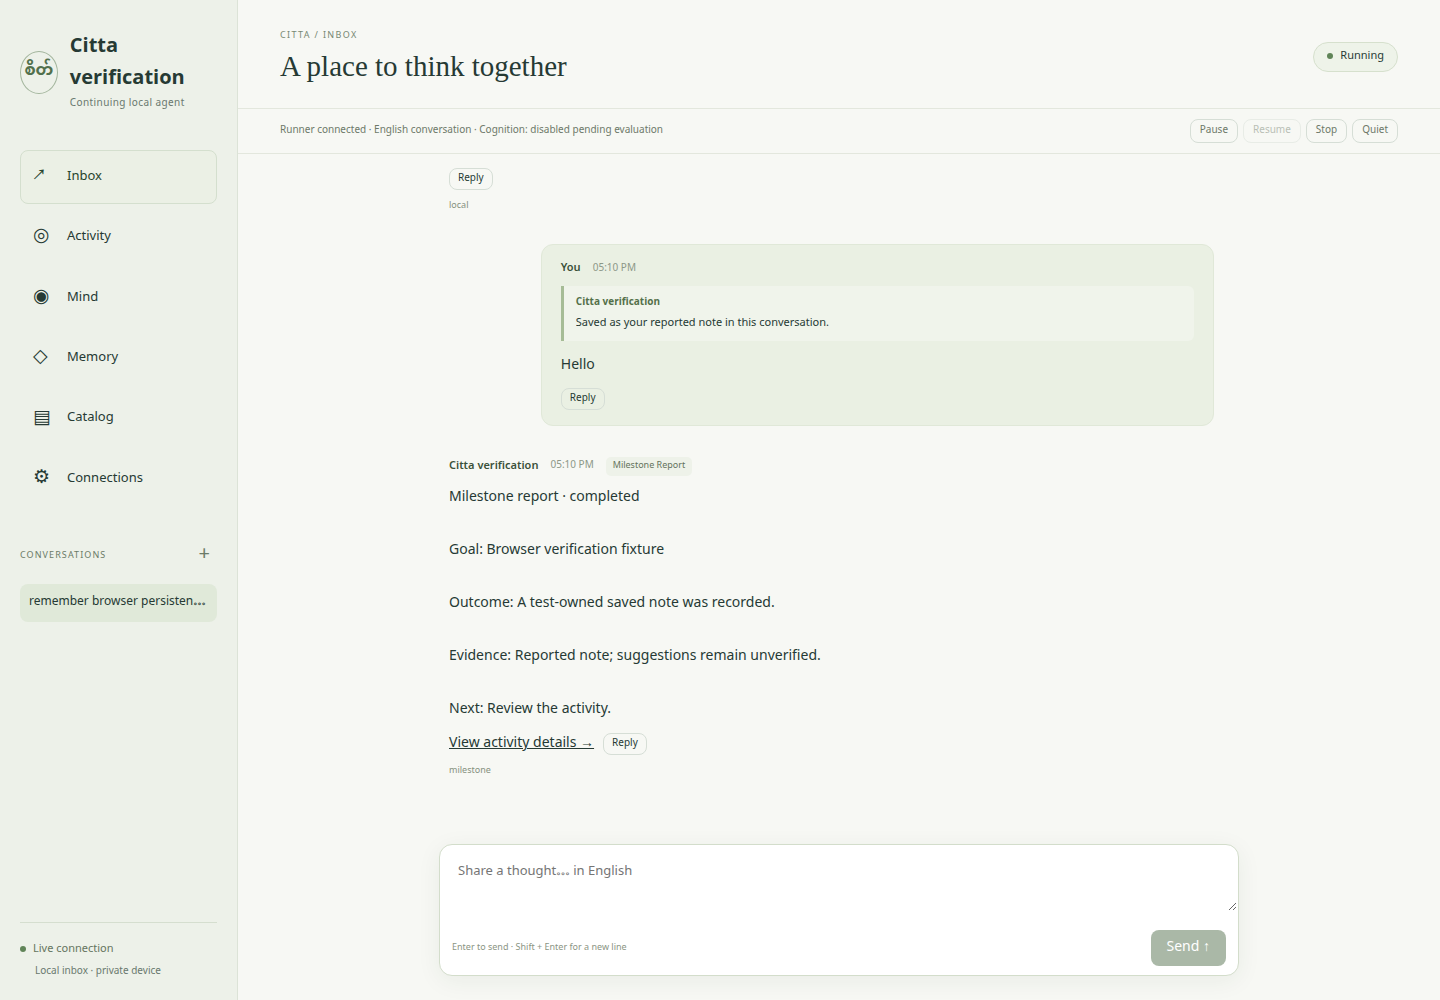 Citta
verification
Continuing local agent
Inbox
Activity
Mind
Memory
Catalog
Connections
CONVERSATIONS
remember browser persisten...
Live connection
Local inbox · private device
CITTA / INBOX
A place to think together
Running
Runner connected · English conversation · Cognition: disabled pending evaluation
Pause Resume Stop Quiet
Reply
local
You 05:10 PM
Citta verification
Saved as your reported note in this conversation.
Hello
Reply
Citta verification 05:10 PM Milestone Report
Milestone report · completed
Goal: Browser verification fixture
Outcome: A test-owned saved note was recorded.
Evidence: Reported note; suggestions remain unverified.
Next: Review the activity.
View activity details → Reply
milestone
Share a thought... in English
Enter to send · Shift + Enter for a new line
Send ↑